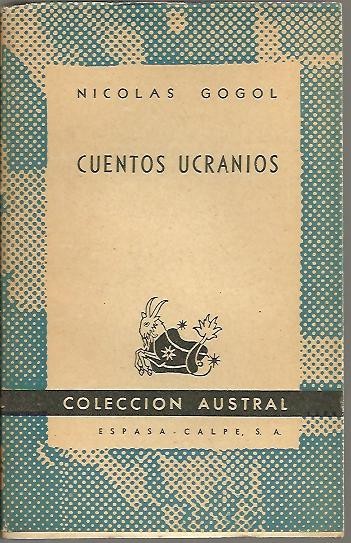 NICOLAS GOGOL
CUENTOS UCRANIOS
COLECCION AUSTRAL
ESPASA-CALPE, S. A.